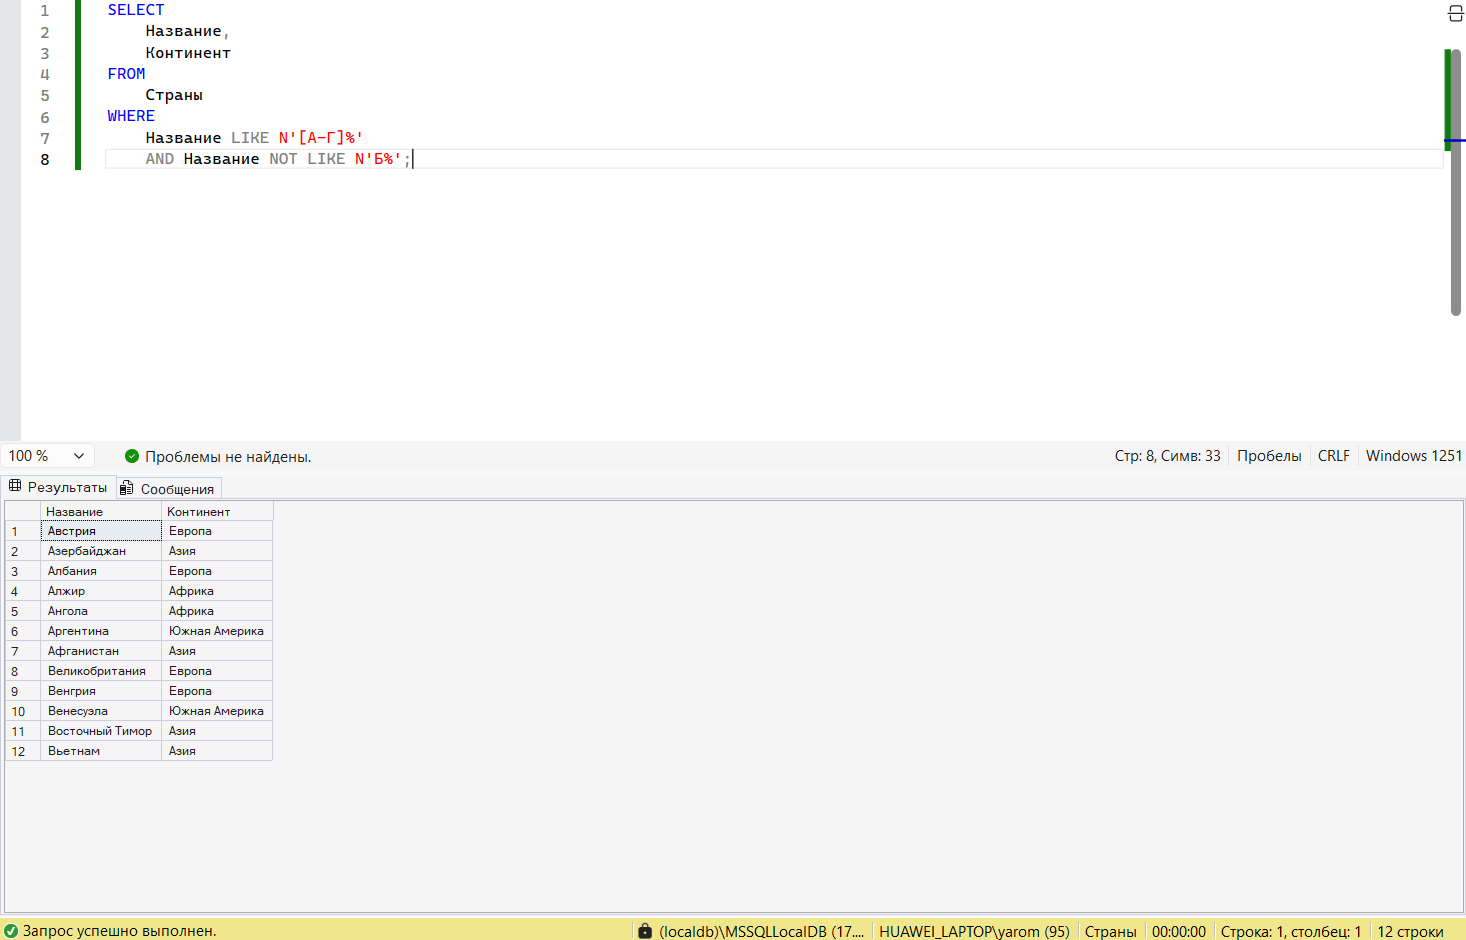 1 SELECT
2 Название,
3 Континент
4 FROM
5 Страны
6 WHERE
7 Название LIKE N'[А-Г]%'
8 AND Название NOT LIKE N'Б%';
100 % Проблемы не найдены. Стр: 8, Симв: 33 Пробелы CRLF Windows 1251
Результаты Сообщения
Название Континент
1 Австрия Европа
2 Азербайджан Азия
3 Албания Европа
4 Алжир Африка
5 Ангола Африка
6 Аргентина Южная Америка
7 Афганистан Азия
8 Великобритания Европа
9 Венгрия Европа
10 Венесуэла Южная Америка
11 Восточный Тимор Азия
12 Вьетнам Азия
Запрос успешно выполнен. (localdb)\MSSQLLocalDB (17.... HUAWEI_LAPTOP\yarom (95) Страны 00:00:00 Строка: 1, столбец: 1 12 строки